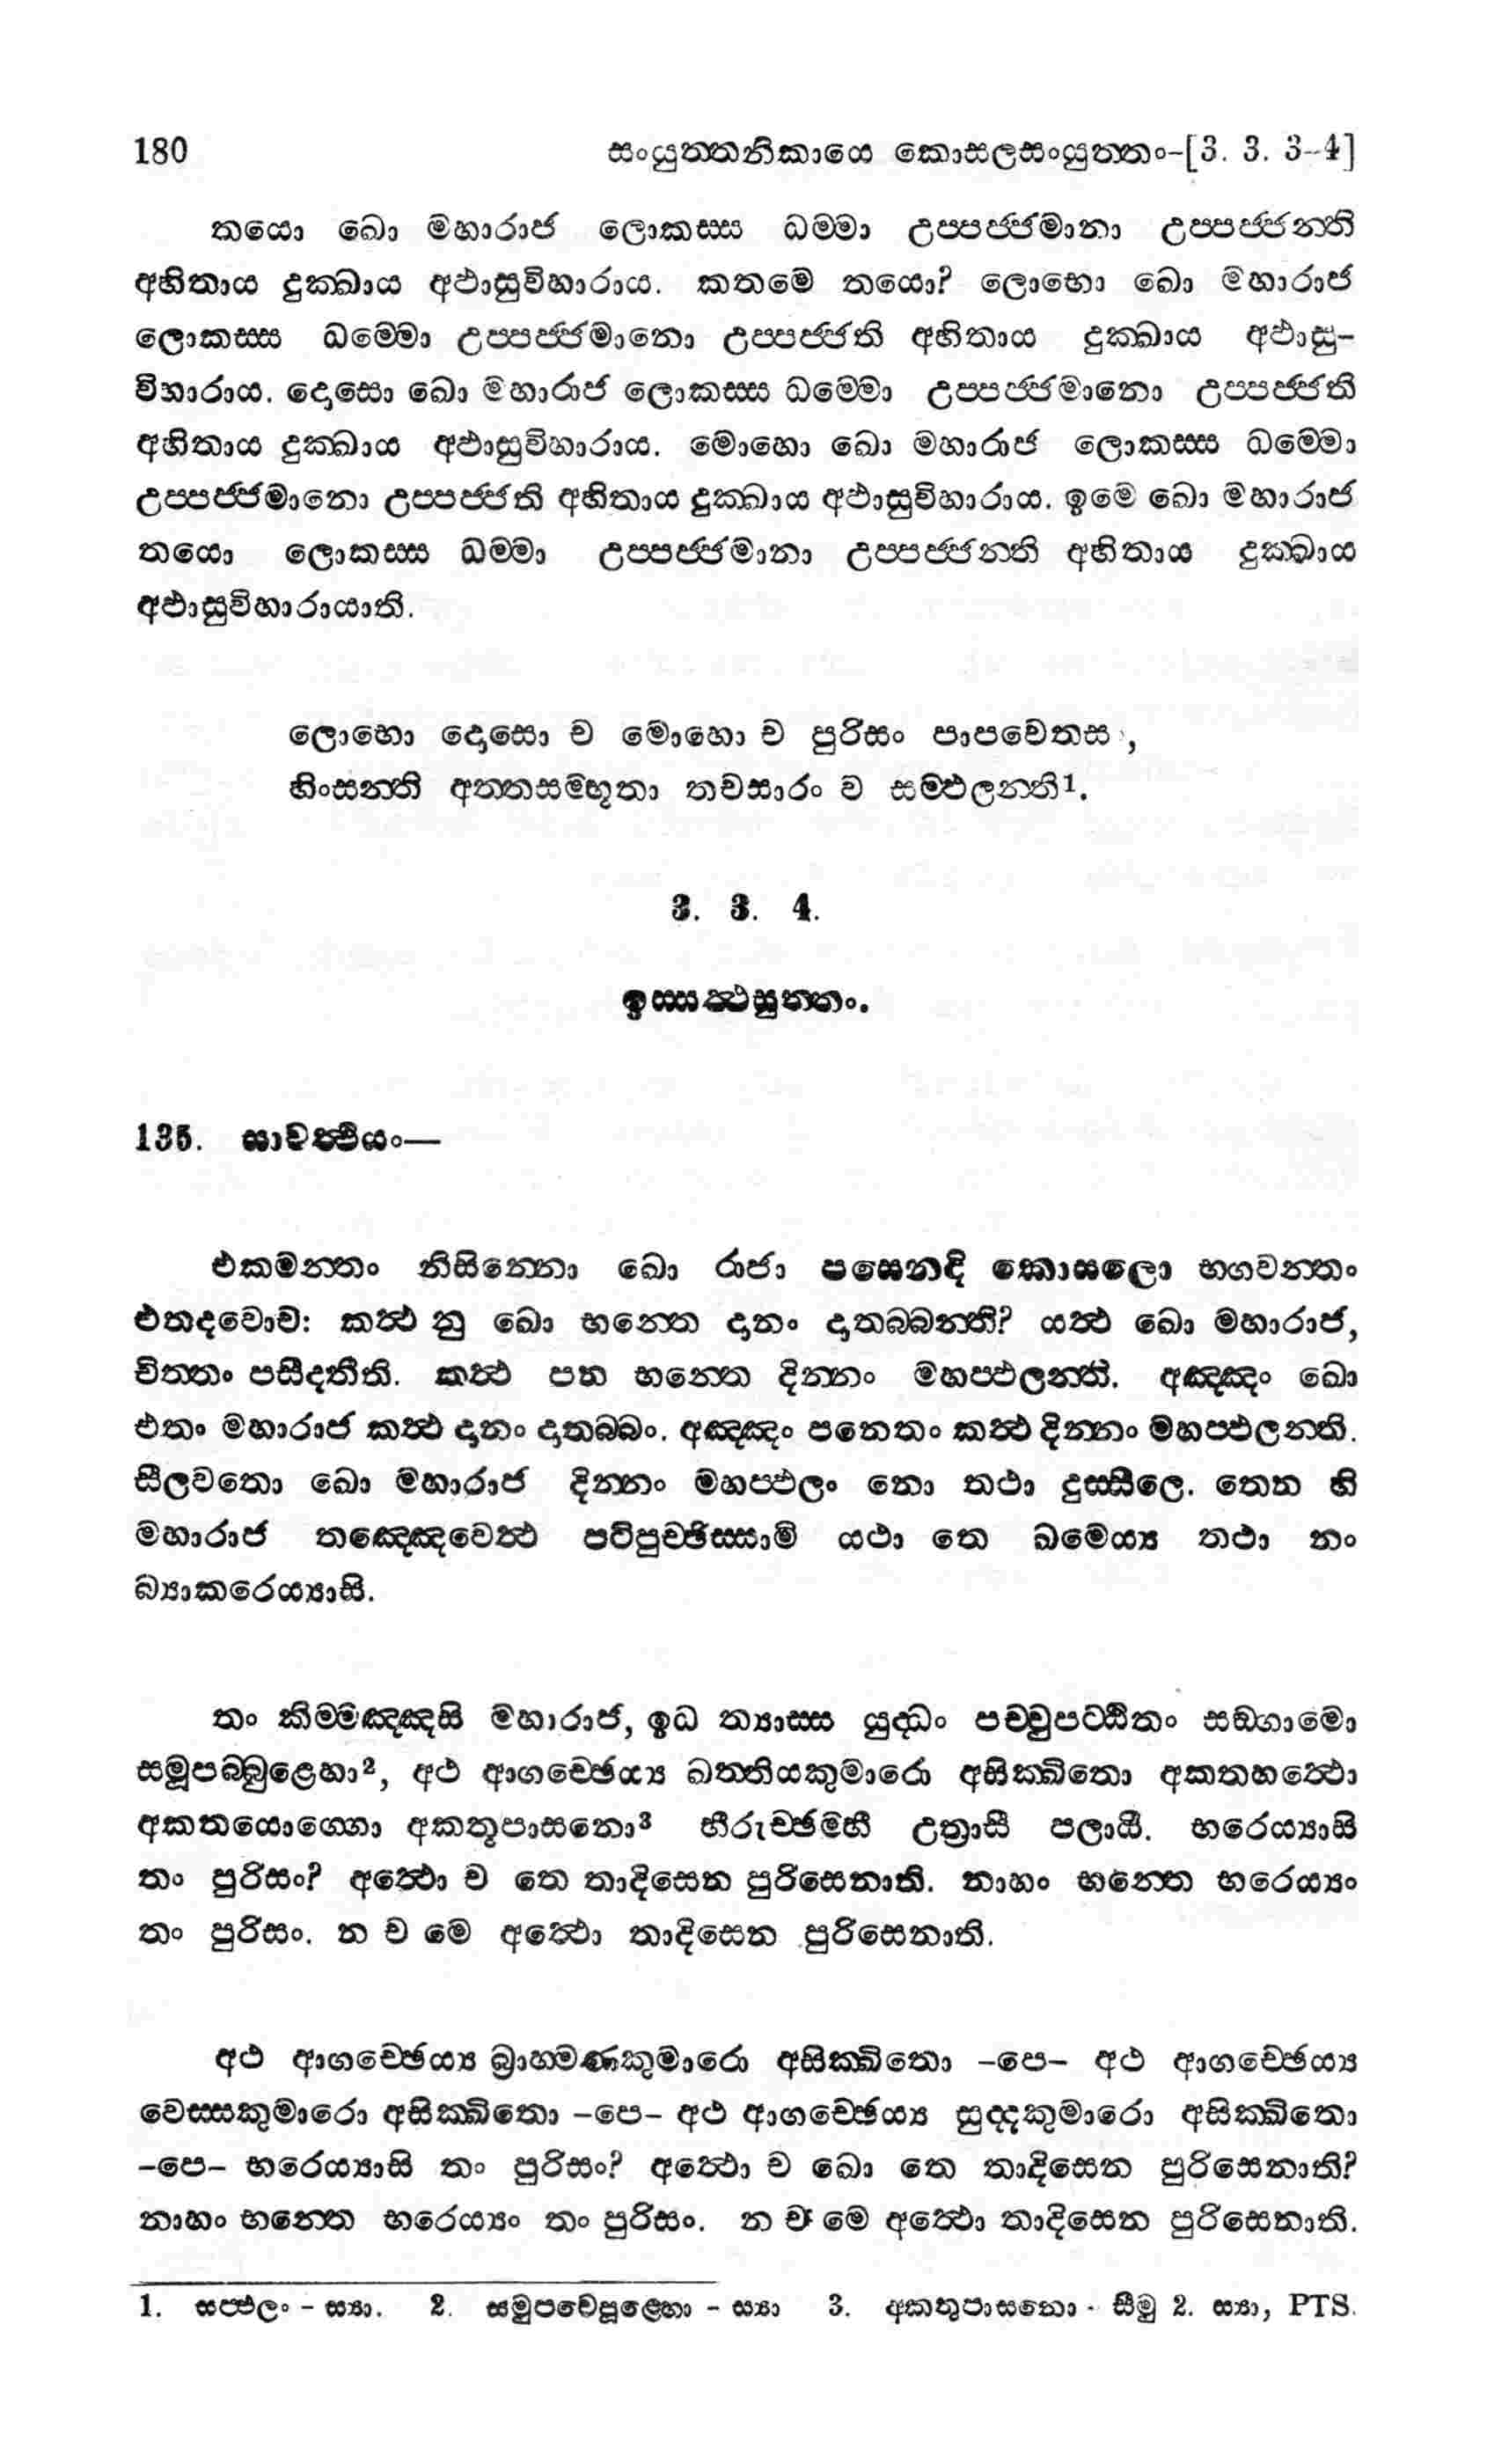 180 සංයුත්තනිකායෙ කොසලසංයුත්තං-[3. 3. 3-4]
තයො ඛො මහාරාජ ලොකස්ස ධම්මා උප්පජ්ජමානා උප්පජ්ජන්ති
අහිතාය දුක්ඛාය අඵාසුවිහාරාය. කතමෙ තයො? ලොභො ඛො මහාරාජ
ලොකස්ස ධම්මො උප්පජ්ජමානො උප්පජ්ජති අහිතාය දුක්ඛාය අඵාසු-
විහාරාය. දොසො ඛො මහාරාජ ලොකස්ස ධම්මො උප්පජ්ජමානො උප්පජ්ජති
අහිතාය දුක්ඛාය අඵාසුවිහාරාය. මොහො ඛො මහාරාජ ලොකස්ස ධම්මො
උප්පජ්ජමානො උප්පජ්ජති අහිතාය දුක්ඛාය අඵාසුවිහාරාය. ඉමෙ ඛො මහාරාජ
තයො ලොකස්ස ධම්මා උප්පජ්ජමානා උප්පජ්ජන්ති අහිතාය දුක්ඛාය
අඵාසුවිහාරායාති.
ලොභො දොසො ච මොහො ච පුරිසං පාපචෙතසං,
හිංසන්ති අත්තසම්භූතා තචසාරං ව සම්ඵලන්ති1.
3. 3. 4.
ඉස්සත්ථසුත්තං.
135. සාවත්ථියං—
එකමන්තං නිසින්නො ඛො රාජා පසෙනදි කොසලො භගවන්තං
එතදවොච: කත්ථ නු ඛො භන්තෙ දානං දාතබ්බන්ති? යත්ථ ඛො මහාරාජ,
චිත්තං පසීදතීති. කත්ථ පන භන්තෙ දින්නං මහප්ඵලන්ති. අඤ්ඤං ඛො
එතං මහාරාජ කත්ථ දානං දාතබ්බං. අඤ්ඤං පනෙතං කත්ථ දින්නං මහප්ඵලන්ති.
සීලවතො ඛො මහාරාජ දින්නං මහප්ඵලං නො තථා දුස්සීලෙ. තෙන හි
මහාරාජ තඤ්ඤෙවෙත්ථ පටිපුච්ඡිස්සාමි යථා තෙ ඛමෙය්‍ය තථා නං
බ්‍යාකරෙය්‍යාසි.
තං කිම්මඤ්ඤසි මහාරාජ, ඉධ ත්‍යාස්ස යුද්ධං පච්චුපට්ඨිතං සඞ්ගාමො
සමූපබ්බුළ්හො2, අථ ආගච්ඡෙය්‍ය ඛත්තියකුමාරො අසික්ඛිතො අකතහත්ථො
අකතයොග්ගො අකතූපාසනො3 භීරුච්ඡම්භී උත්‍රාසී පලායී. භරෙය්‍යාසි
තං පුරිසං? අත්ථො ච තෙ තාදිසෙන පුරිසෙනාති. නාහං භන්තෙ භරෙය්‍යං
තං පුරිසං. න ච මෙ අත්ථො තාදිසෙන පුරිසෙනාති.
අථ ආගච්ඡෙය්‍ය බ්‍රාහ්මණකුමාරො අසික්ඛිතො -පෙ- අථ ආගච්ඡෙය්‍ය
වෙස්සකුමාරො අසික්ඛිතො -පෙ- අථ ආගච්ඡෙය්‍ය සුද්දකුමාරො අසික්ඛිතො
-පෙ- භරෙය්‍යාසි තං පුරිසං? අත්ථො ච ඛො තෙ තාදිසෙන පුරිසෙනාති?
නාහං භන්තෙ භරෙය්‍යං තං පුරිසං. න ච මෙ අත්ථො තාදිසෙන පුරිසෙනාති.
1. සප්ඵලං - ස්‍යා. 2. සමුපබ්යුළ්හො - ස්‍යා 3. අකතුපාසනො - සීමු 2. ස්‍යා, PTS.